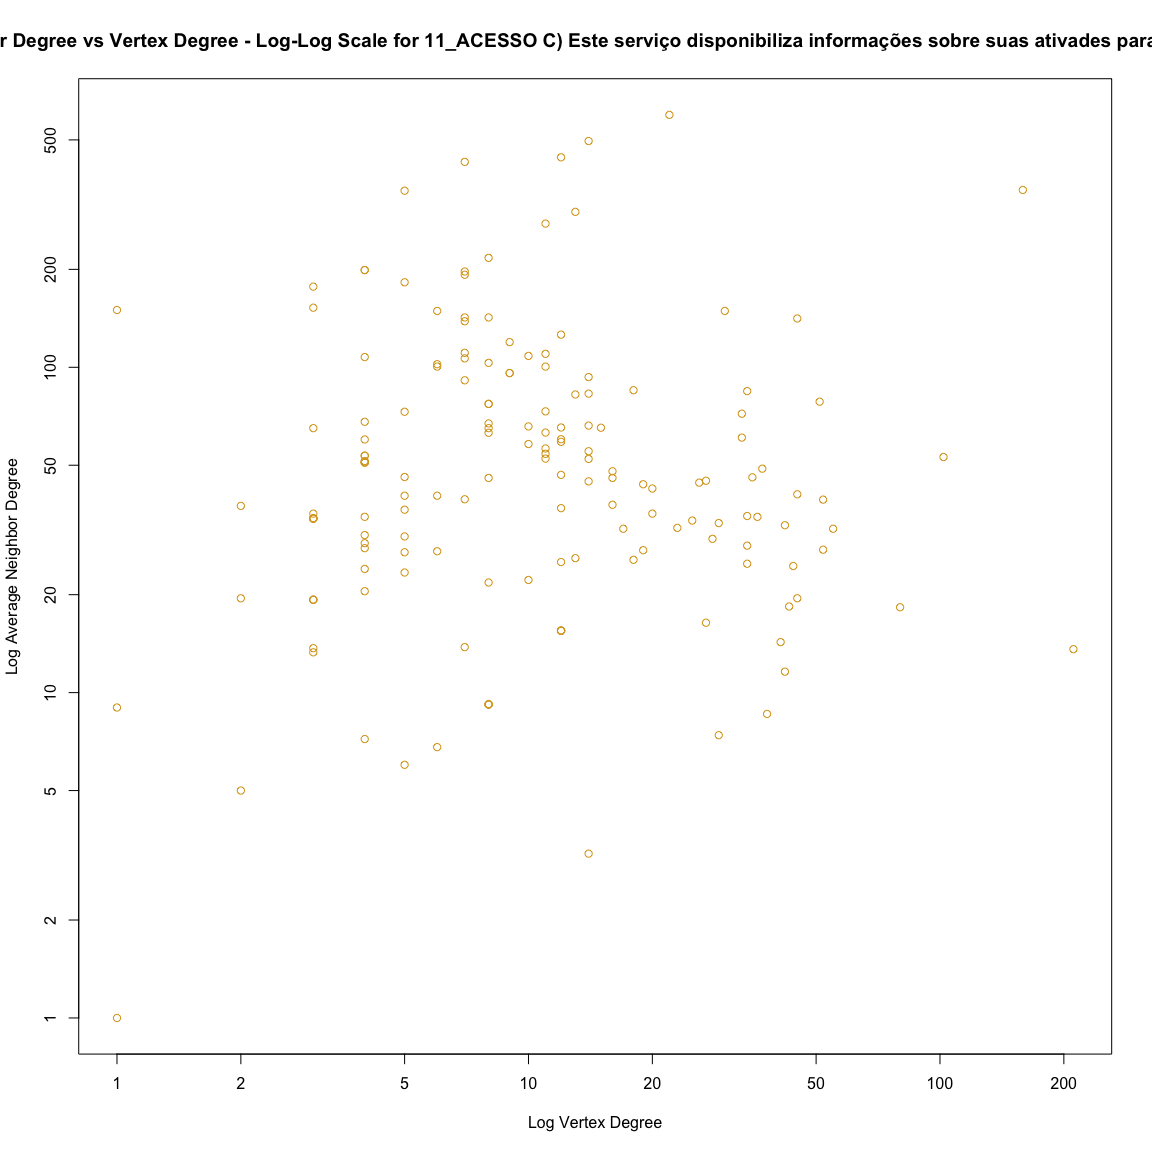 r Degree vs Vertex Degree - Log-Log Scale for 11_ACESSO C) Este serviço disponibiliza informações sobre suas ativades para
500
200
100
50
20
10
5
2
1
Log Average Neighbor Degree
1 2 5 10 20 50 100 200
Log Vertex Degree